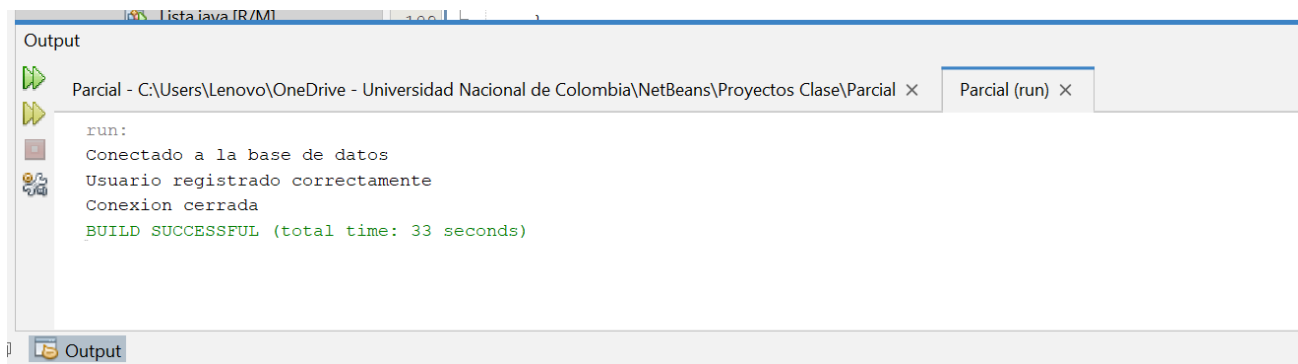 Lista.java [R/M]
Output
Parcial - C:\Users\Lenovo\OneDrive - Universidad Nacional de Colombia\NetBeans\Proyectos Clase\Parcial ×
Parcial (run) ×
run:
Conectado a la base de datos
Usuario registrado correctamente
Conexion cerrada
BUILD SUCCESSFUL (total time: 33 seconds)
Output